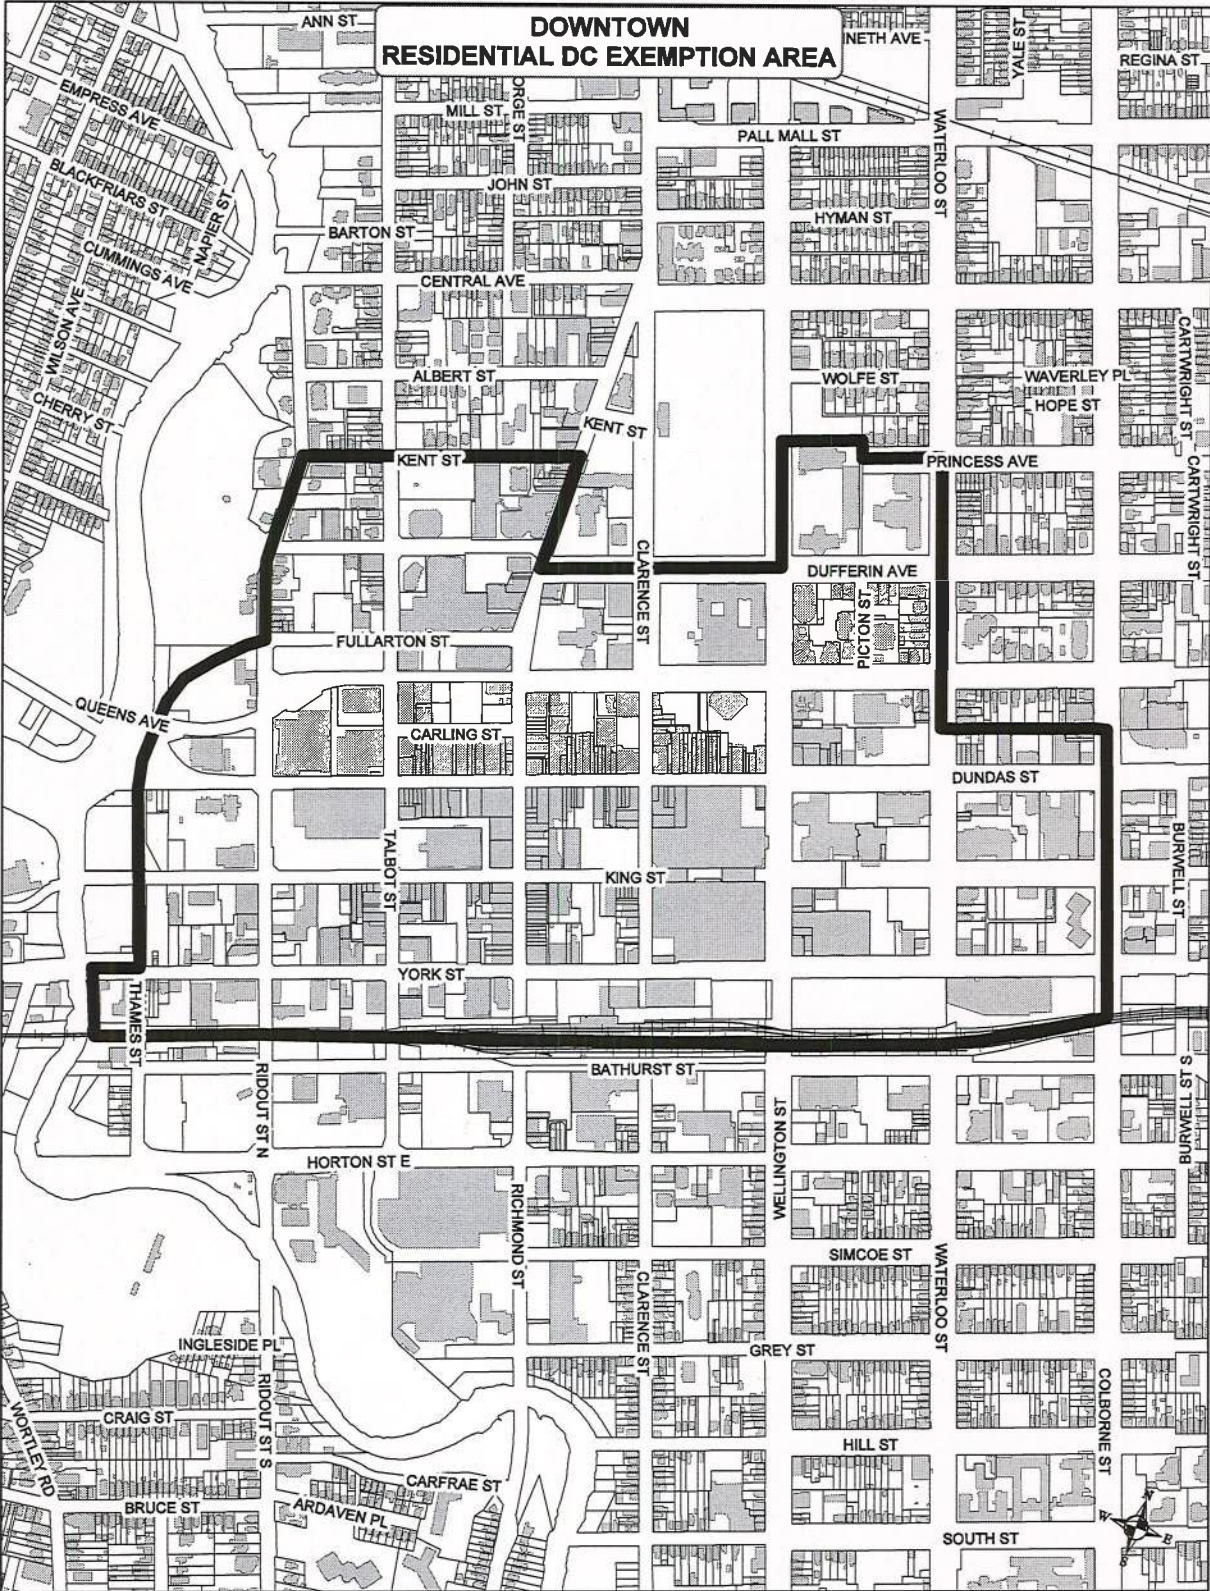 DOWNTOWN
RESIDENTIAL DC EXEMPTION AREA
ANN ST
NETH AVE
YALE ST
REGINA ST
EMPRESS AVE
MILL ST
ORGE ST
PALL MALL ST
WATERLOO ST
BLACKFRIARS ST
NAPIER ST
JOHN ST
BARTON ST
HYMAN ST
CUMMINGS AVE
CENTRAL AVE
WILSON AVE
ALBERT ST
WOLFE ST
WAVERLEY PL
CARTWRIGHT ST
CHERRY ST
HOPE ST
KENT ST
KENT ST
PRINCESS AVE
CARTWRIGHT ST
CLARENCE ST
DUFFERIN AVE
PICTON ST
FULLARTON ST
QUEENS AVE
CARLING ST
DUNDAS ST
TALBOT ST
KING ST
BURWELL ST
YORK ST
THAMES ST
BATHURST ST
RIDOUT ST N
WELLINGTON ST
BURWELL ST S
HORTON ST E
RICHMOND ST
SIMCOE ST
CLARENCE ST
WATERLOO ST
INGLESIDE PL
GREY ST
RIDOUT ST S
COLBORNE ST
WORTLEY RD
CRAIG ST
HILL ST
CARFRAE ST
BRUCE ST
ARDAVEN PL
SOUTH ST
N
W
E
S